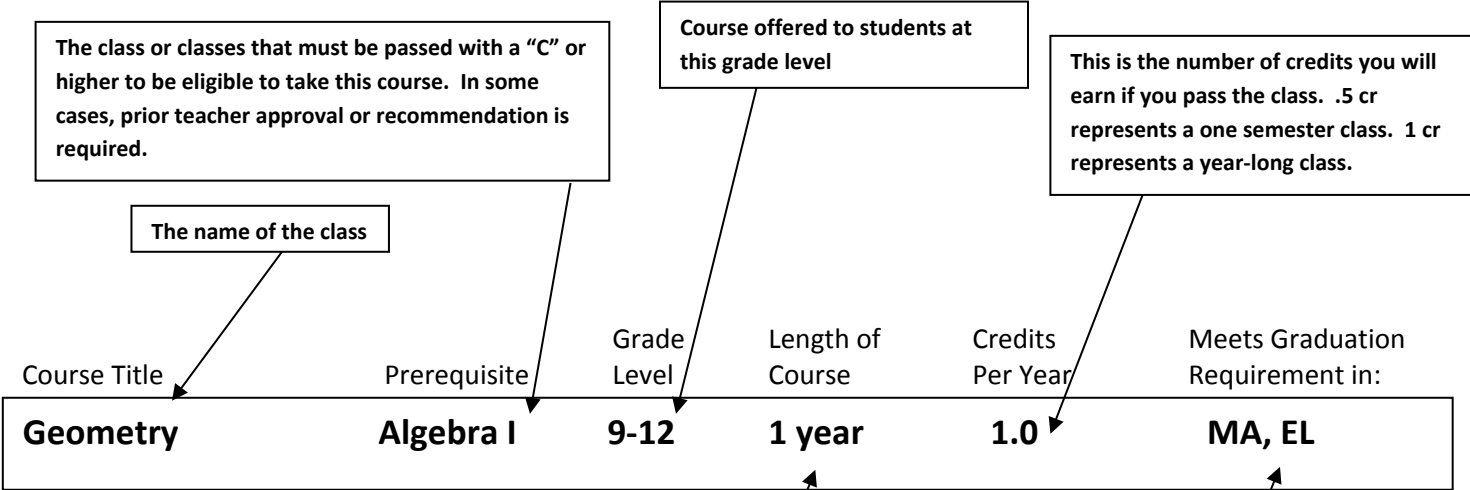 The class or classes that must be passed with a “C” or
higher to be eligible to take this course.  In some
cases, prior teacher approval or recommendation is
required.
Course offered to students at
this grade level
This is the number of credits you will
earn if you pass the class.  .5 cr
represents a one semester class.  1 cr
represents a year-long class.
The name of the class
Course Title
Prerequisite
Grade
Level
Length of
Course
Credits
Per Year
Meets Graduation
Requirement in:
Geometry Algebra I 9-12 1 year 1.0 MA, EL